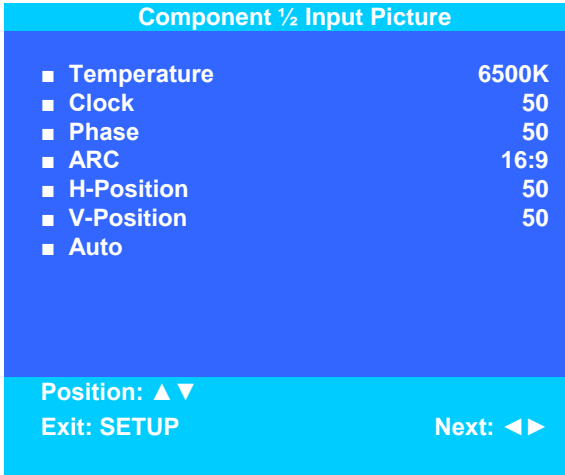 Component ½ Input Picture
■ Temperature 6500K
■ Clock 50
■ Phase 50
■ ARC 16:9
■ H-Position 50
■ V-Position 50
■ Auto
Position: ▲▼
Exit: SETUP Next: ◄►